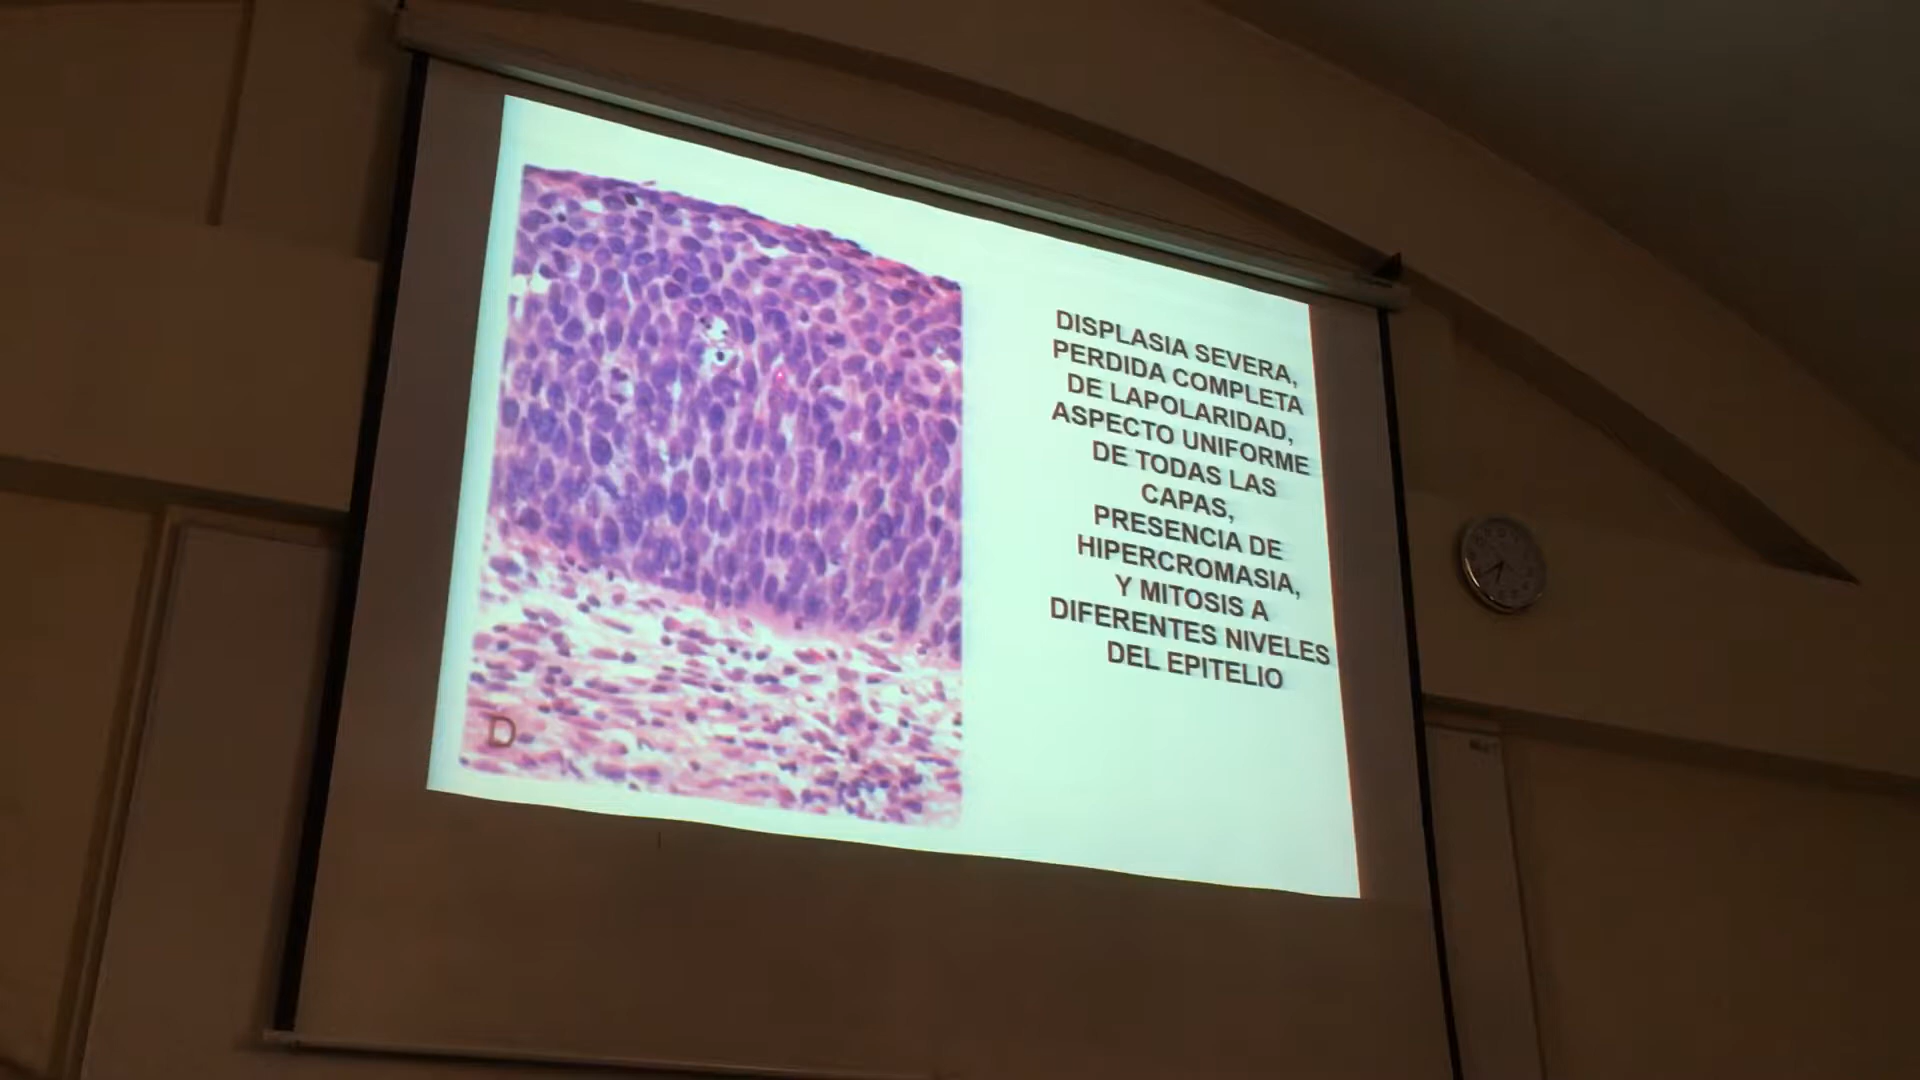 DISPLASIA SEVERA,
PERDIDA COMPLETA
DE LAPOLARIDAD,
ASPECTO UNIFORME
DE TODAS LAS
CAPAS,
PRESENCIA DE
HIPERCROMASIA,
Y MITOSIS A
DIFERENTES NIVELES
DEL EPITELIO
D